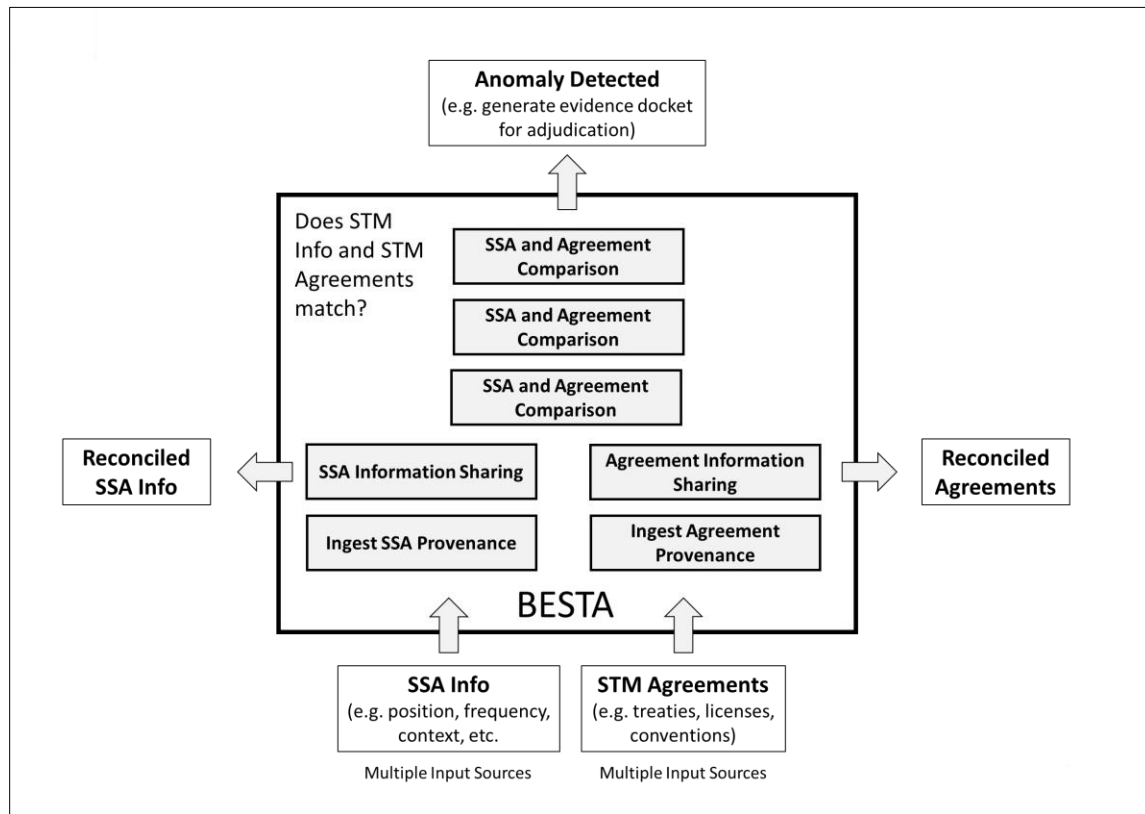 Anomaly Detected
(e.g. generate evidence docket
for adjudication)
Does STM
Info and STM
Agreements
match?
SSA and Agreement
Comparison
SSA and Agreement
Comparison
SSA and Agreement
Comparison
Reconciled
SSA Info
SSA Information Sharing
Agreement Information
Sharing
Reconciled
Agreements
Ingest SSA Provenance
Ingest Agreement
Provenance
BESTA
SSA Info
(e.g. position, frequency,
context, etc.
STM Agreements
(e.g. treaties, licenses,
conventions)
Multiple Input Sources
Multiple Input Sources